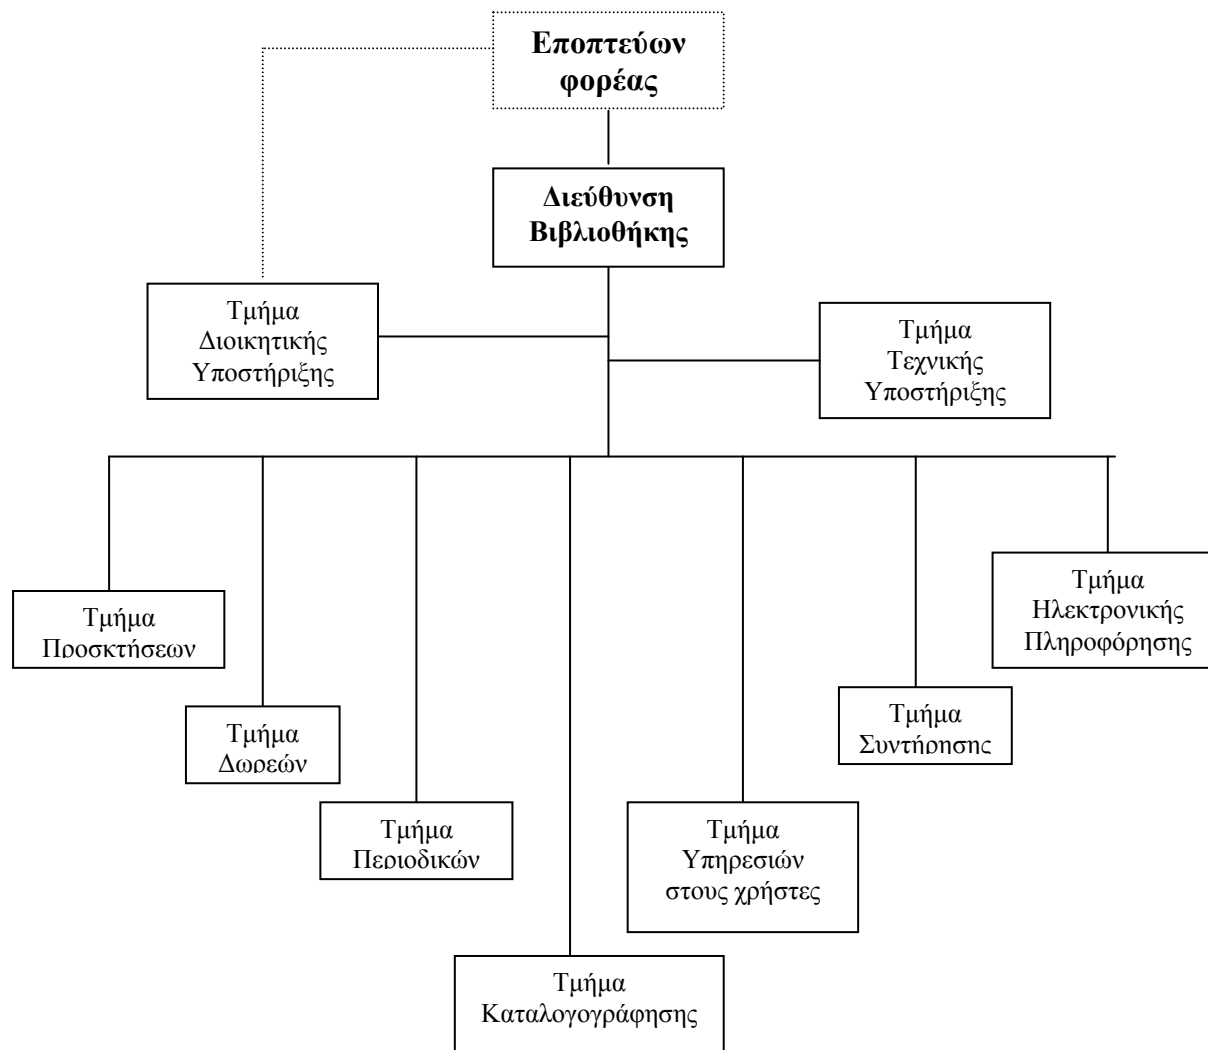 Εποπτεύων
φορέας
Διεύθυνση
Βιβλιοθήκης
Τμήμα
Διοικητικής
Υποστήριξης
Τμήμα
Τεχνικής
Υποστήριξης
Τμήμα
Προσκτήσεων
Τμήμα
Δωρεών
Τμήμα
Περιοδικών
Τμήμα
Καταλογογράφησης
Τμήμα
Υπηρεσιών
στους χρήστες
Τμήμα
Συντήρησης
Τμήμα
Ηλεκτρονικής
Πληροφόρησης